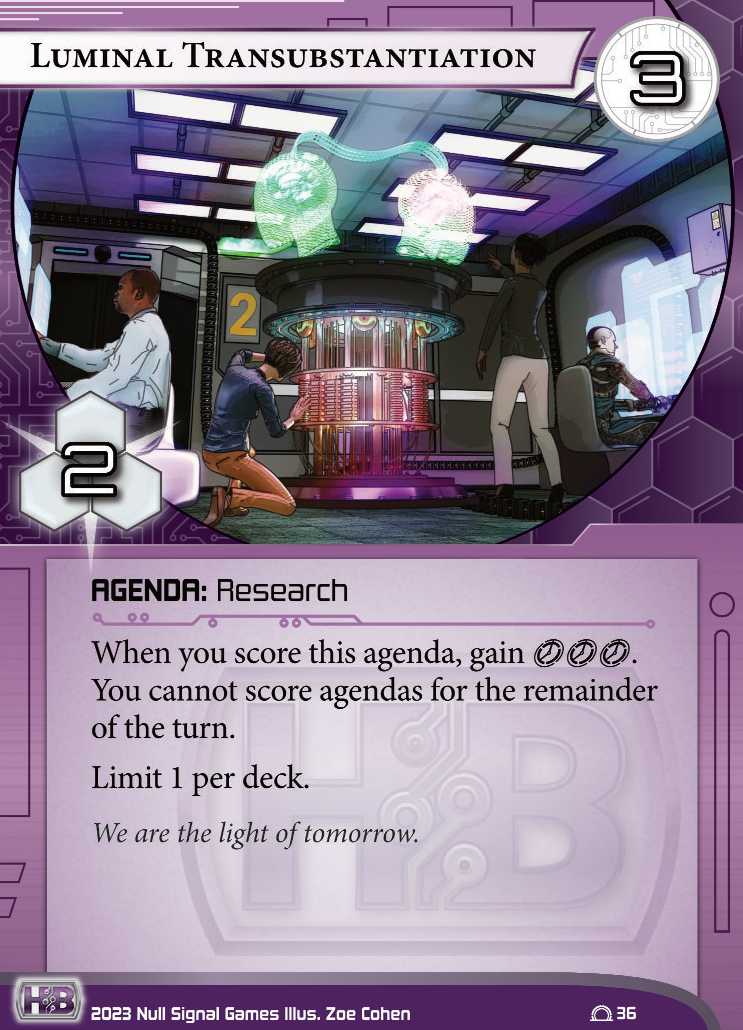 Luminal Transubstantiation
3
2
2
AGENDA: Research
When you score this agenda, gain .
You cannot score agendas for the remainder
of the turn.
Limit 1 per deck.
We are the light of tomorrow.
HB
HB
2023 Null Signal Games Illus. Zoe Cohen
36